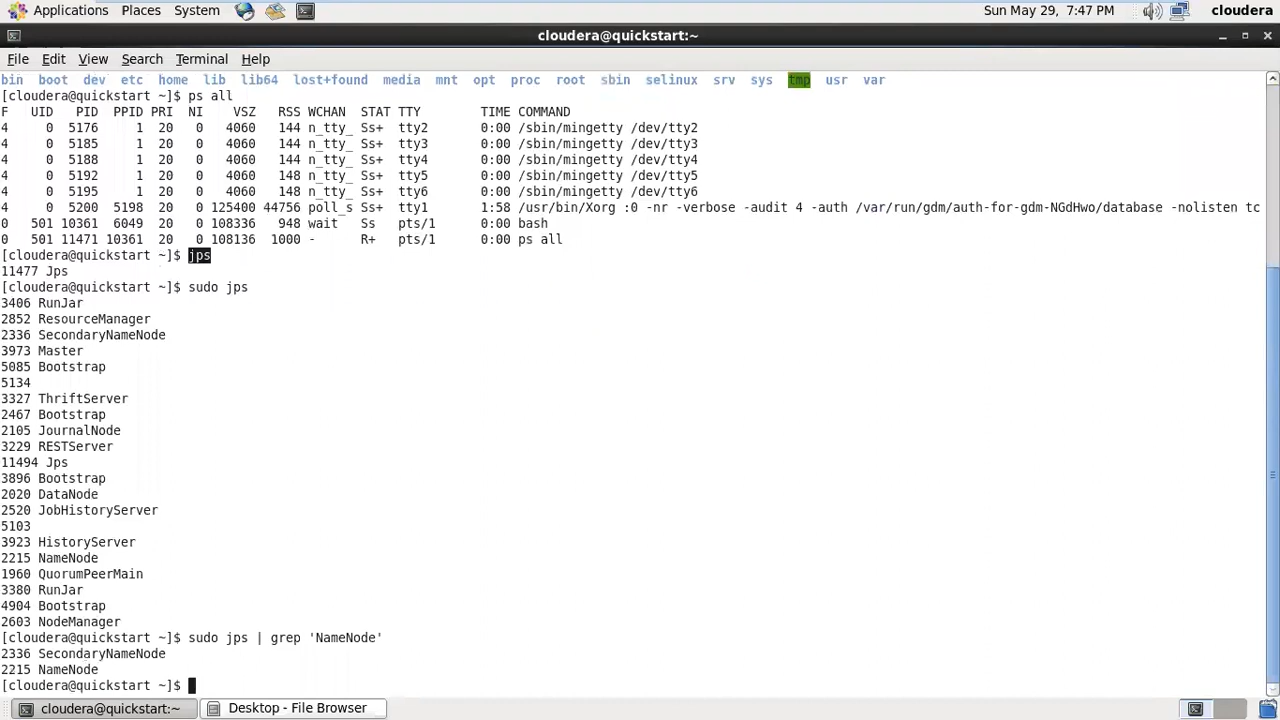 Applications Places System Sun May 29, 7:47 PM cloudera
cloudera@quickstart:~
File Edit View Search Terminal Help
bin boot dev etc home lib lib64 lost+found media mnt opt proc root sbin selinux srv sys tmp usr var
[cloudera@quickstart ~]$ ps all
F UID PID PPID PRI NI VSZ RSS WCHAN STAT TTY TIME COMMAND
4 0 5176 1 20 0 4060 144 n_tty_ Ss+ tty2 0:00 /sbin/mingetty /dev/tty2
4 0 5185 1 20 0 4060 144 n_tty_ Ss+ tty3 0:00 /sbin/mingetty /dev/tty3
4 0 5188 1 20 0 4060 144 n_tty_ Ss+ tty4 0:00 /sbin/mingetty /dev/tty4
4 0 5192 1 20 0 4060 148 n_tty_ Ss+ tty5 0:00 /sbin/mingetty /dev/tty5
4 0 5195 1 20 0 4060 148 n_tty_ Ss+ tty6 0:00 /sbin/mingetty /dev/tty6
4 0 5200 5198 20 0 125400 44756 poll_s Ss+ tty1 1:58 /usr/bin/Xorg :0 -nr -verbose -audit 4 -auth /var/run/gdm/auth-for-gdm-NGdHwo/database -nolisten tc
0 501 10361 6049 20 0 108336 948 wait Ss pts/1 0:00 bash
0 501 11471 10361 20 0 108136 1000 - R+ pts/1 0:00 ps all
[cloudera@quickstart ~]$ jps
11477 Jps
[cloudera@quickstart ~]$ sudo jps
3406 RunJar
2852 ResourceManager
2336 SecondaryNameNode
3973 Master
5085 Bootstrap
5134
3327 ThriftServer
2467 Bootstrap
2105 JournalNode
3229 RESTServer
11494 Jps
3896 Bootstrap
2020 DataNode
2520 JobHistoryServer
5103
3923 HistoryServer
2215 NameNode
1960 QuorumPeerMain
3380 RunJar
4904 Bootstrap
2603 NodeManager
[cloudera@quickstart ~]$ sudo jps | grep 'NameNode'
2336 SecondaryNameNode
2215 NameNode
[cloudera@quickstart ~]$
cloudera@quickstart:~ Desktop - File Browser